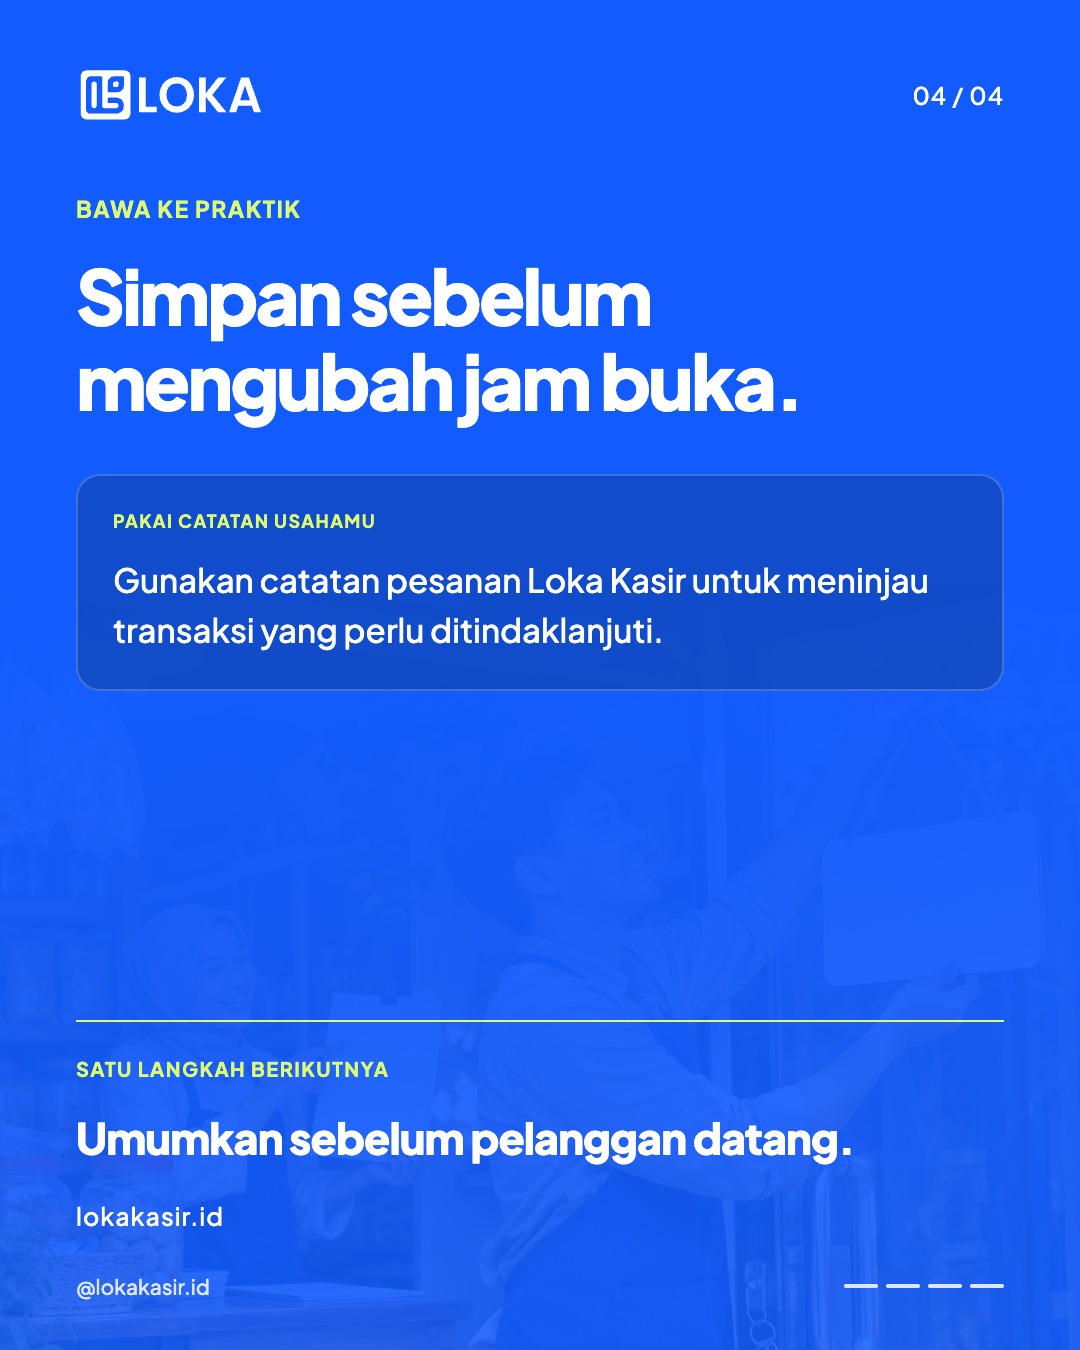 LOKA
04 / 04
BAWA KE PRAKTIK
Simpan sebelum
mengubah jam buka.
PAKAI CATATAN USAHAMU
Gunakan catatan pesanan Loka Kasir untuk meninjau
transaksi yang perlu ditindaklanjuti.
SATU LANGKAH BERIKUTNYA
Umumkan sebelum pelanggan datang.
lokakasir.id
@lokakasir.id